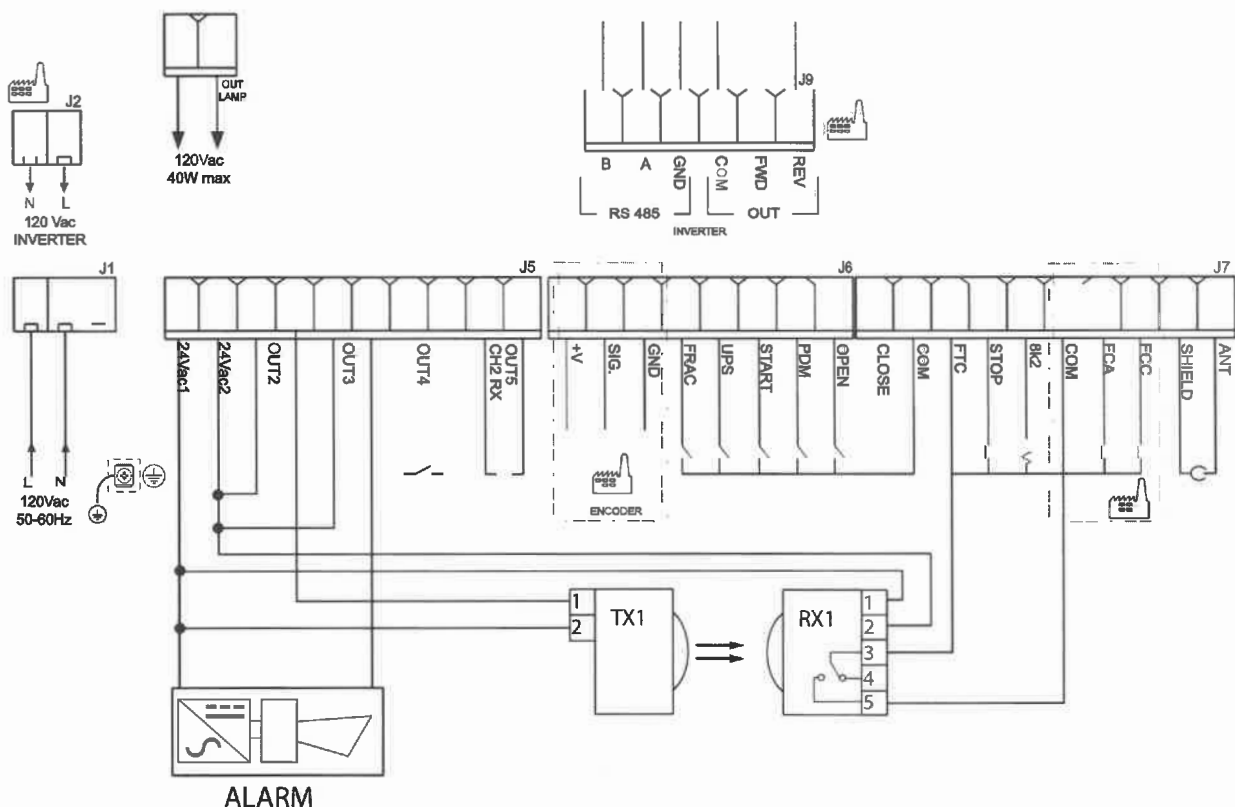 OUT
LAMP
120Vac
40W max
J2
N L
120 Vac
INVERTER
J9
B A GND COM FWD REV
RS 485 OUT
INVERTER
J1
L N
120Vac
50-60Hz
J5
24Vac1 24Vac2 OUT2 OUT3 OUT4 OUT5
CH2 RX
J6
+V SIG. GND FRAC UPS START PDM OPEN
ENCODER
J7
CLOSE COM FTC STOP 8k2 COM FCA FCC SHIELD ANT
1
2
TX1
RX1
1
2
3
4
5
ALARM